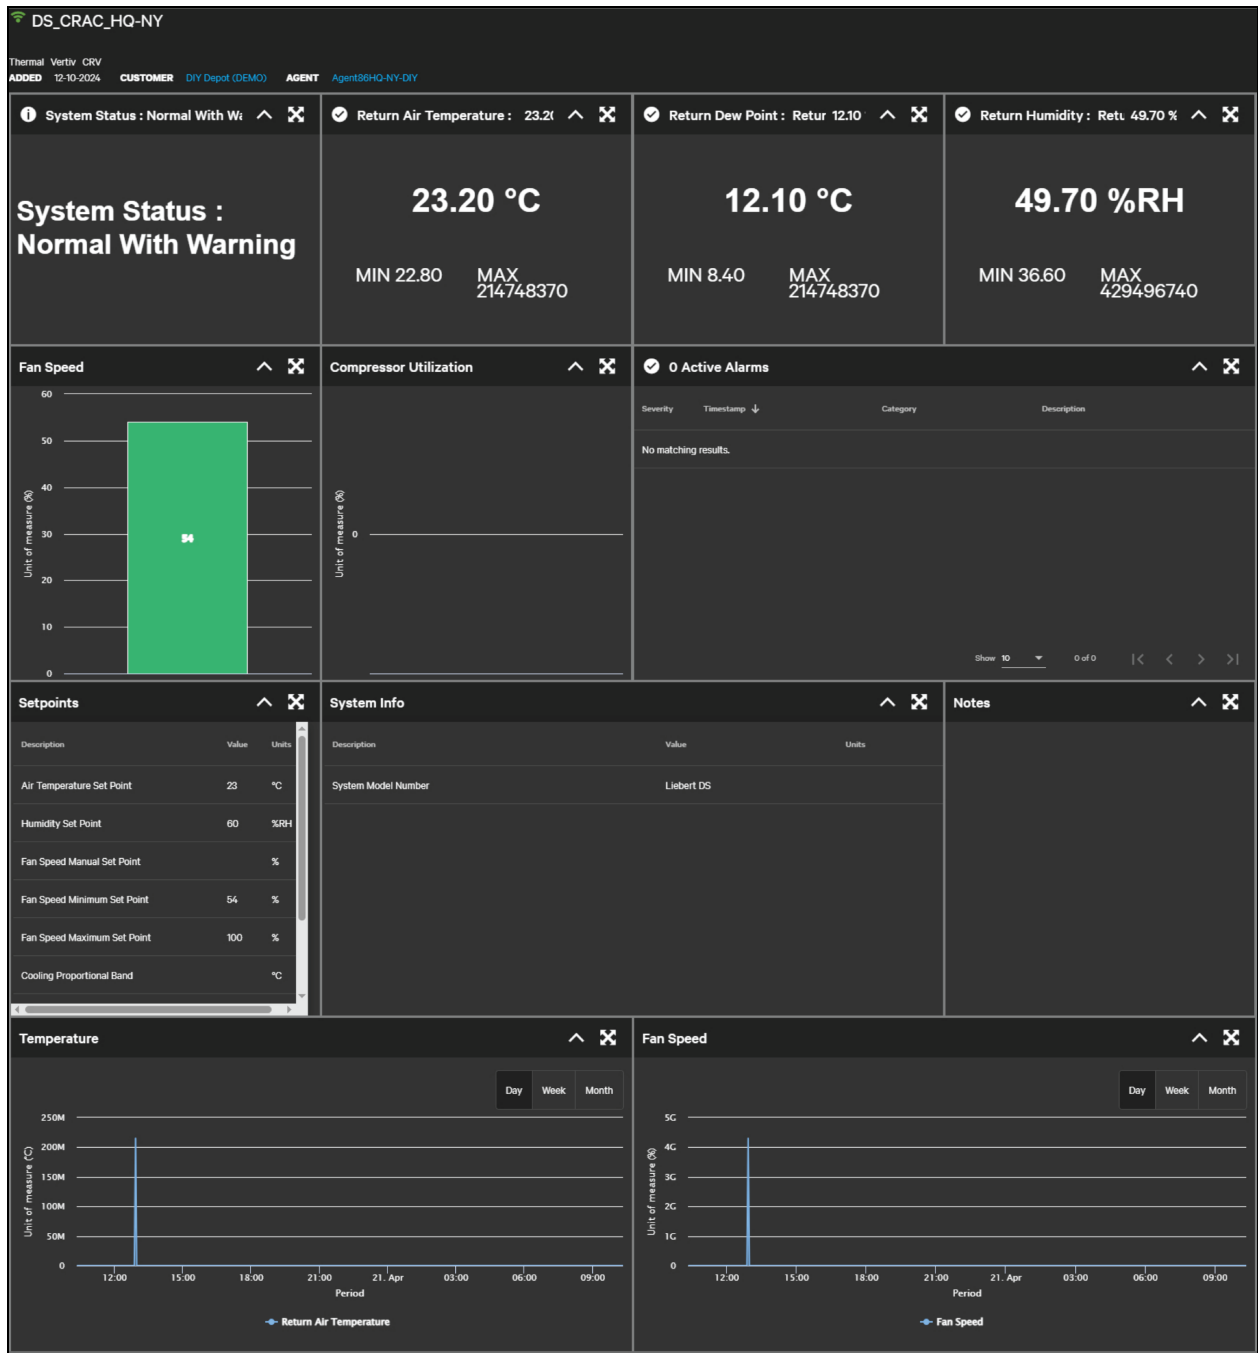 DS_CRAC_HQ-NY
Thermal Vertiv CRV
ADDED 12-10-2024 CUSTOMER DIY Depot (DEMO) AGENT Agent86HQ-NY-DIY
System Status : Normal With Wa
Return Air Temperature : 23.2(
Return Dew Point : Retur 12.10
Return Humidity : Retu 49.70 %
System Status :
Normal With Warning
23.20 °C
MIN 22.80 MAX
214748370
12.10 °C
MIN 8.40 MAX
214748370
49.70 %RH
MIN 36.60 MAX
429496740
Fan Speed
60
50
40
30
20
10
0
Unit of measure (%)
54
Compressor Utilization
Unit of measure (%)
0
0 Active Alarms
Severity Timestamp Category Description
No matching results.
Show 10 0 of 0
Setpoints
Description Value Units
Air Temperature Set Point 23 °C
Humidity Set Point 60 %RH
Fan Speed Manual Set Point %
Fan Speed Minimum Set Point 54 %
Fan Speed Maximum Set Point 100 %
Cooling Proportional Band °C
System Info
Description Value Units
System Model Number Liebert DS
Notes
Temperature
Day Week Month
250M
200M
150M
100M
50M
0
Unit of measure (°C)
12:00 15:00 18:00 21:00 21. Apr 03:00 06:00 09:00
Period
Return Air Temperature
Fan Speed
Day Week Month
5G
4G
3G
2G
1G
0
Unit of measure (%)
12:00 15:00 18:00 21:00 21. Apr 03:00 06:00 09:00
Period
Fan Speed